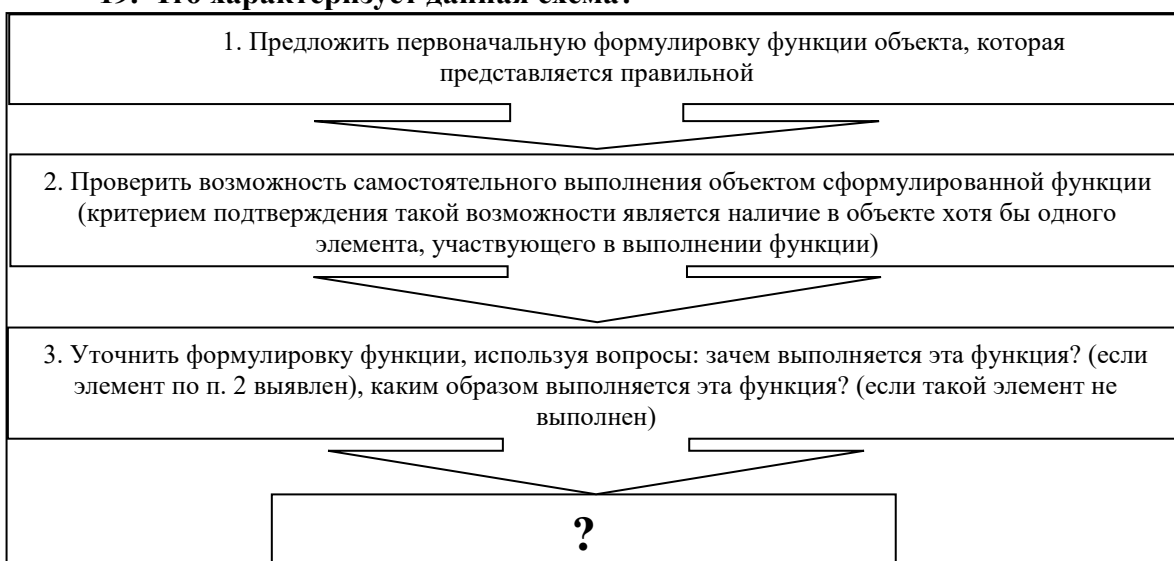 19. Что характеризует данная схема?
1. Предложить первоначальную формулировку функции объекта, которая
представляется правильной
2. Проверить возможность самостоятельного выполнения объектом сформулированной функции
(критерием подтверждения такой возможности является наличие в объекте хотя бы одного
элемента, участвующего в выполнении функции)
3. Уточнить формулировку функции, используя вопросы: зачем выполняется эта функция? (если
элемент по п. 2 выявлен), каким образом выполняется эта функция? (если такой элемент не
выполнен)
?